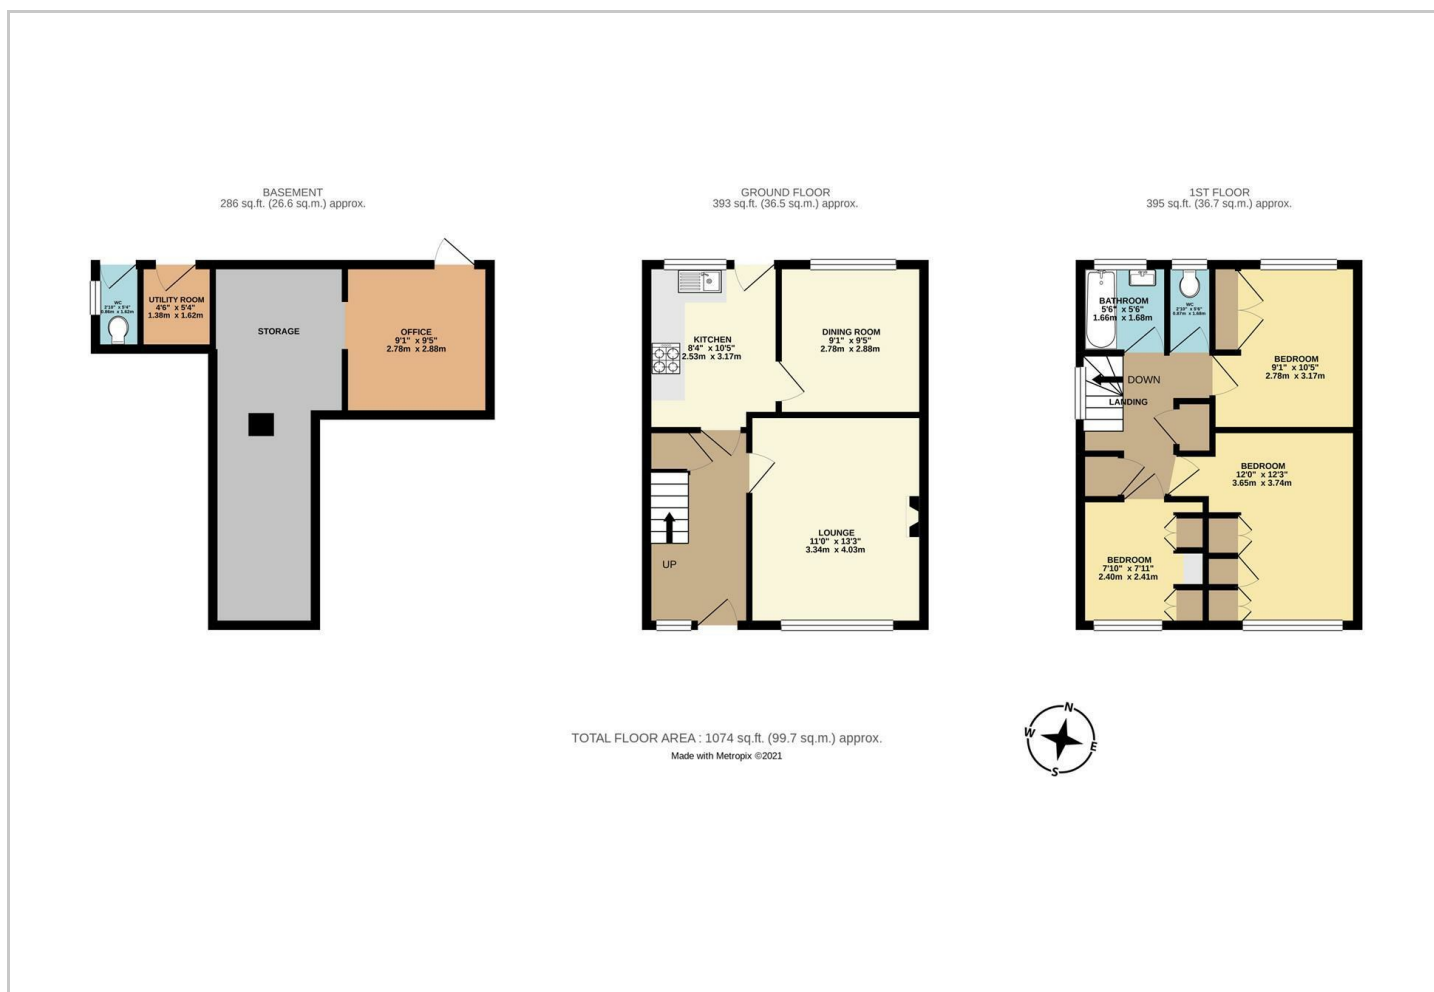 BASEMENT
286 sq.ft. (26.6 sq.m.) approx.
WC
UTILITY ROOM
4'6" x 5'4"
1.38m x 1.62m
STORAGE
OFFICE
9'1" x 9'5"
2.78m x 2.88m
GROUND FLOOR
393 sq.ft. (36.5 sq.m.) approx.
KITCHEN
8'4" x 10'5"
2.53m x 3.17m
DINING ROOM
9'1" x 9'5"
2.78m x 2.88m
LOUNGE
11'0" x 13'3"
3.34m x 4.03m
UP
1ST FLOOR
395 sq.ft. (36.7 sq.m.) approx.
BATHROOM
5'6" x 5'6"
1.66m x 1.68m
WC
BEDROOM
9'1" x 10'5"
2.78m x 3.17m
DOWN
LANDING
BEDROOM
12'0" x 12'3"
3.65m x 3.74m
BEDROOM
7'10" x 7'11"
2.40m x 2.41m
TOTAL FLOOR AREA : 1074 sq.ft. (99.7 sq.m.) approx.
Made with Metropix ©2021
N
W
E
S